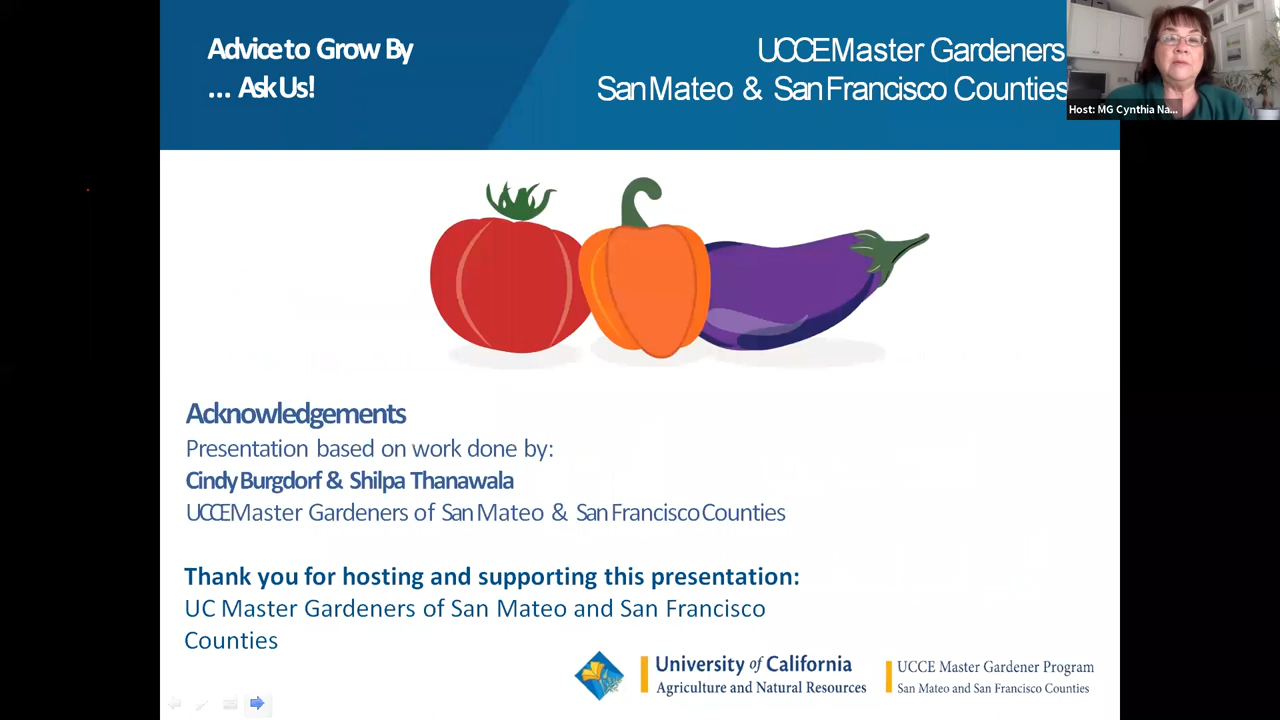 Advice to Grow By
... Ask Us!
UCCE Master Gardeners
San Mateo & San Francisco Counties
Host: MG Cynthia Na...
Acknowledgements
Presentation based on work done by:
Cindy Burgdorf & Shilpa Thanawala
UCCE Master Gardeners of San Mateo & San Francisco Counties
Thank you for hosting and supporting this presentation:
UC Master Gardeners of San Mateo and San Francisco
Counties
University of California
Agriculture and Natural Resources
UCCE Master Gardener Program
San Mateo and San Francisco Counties